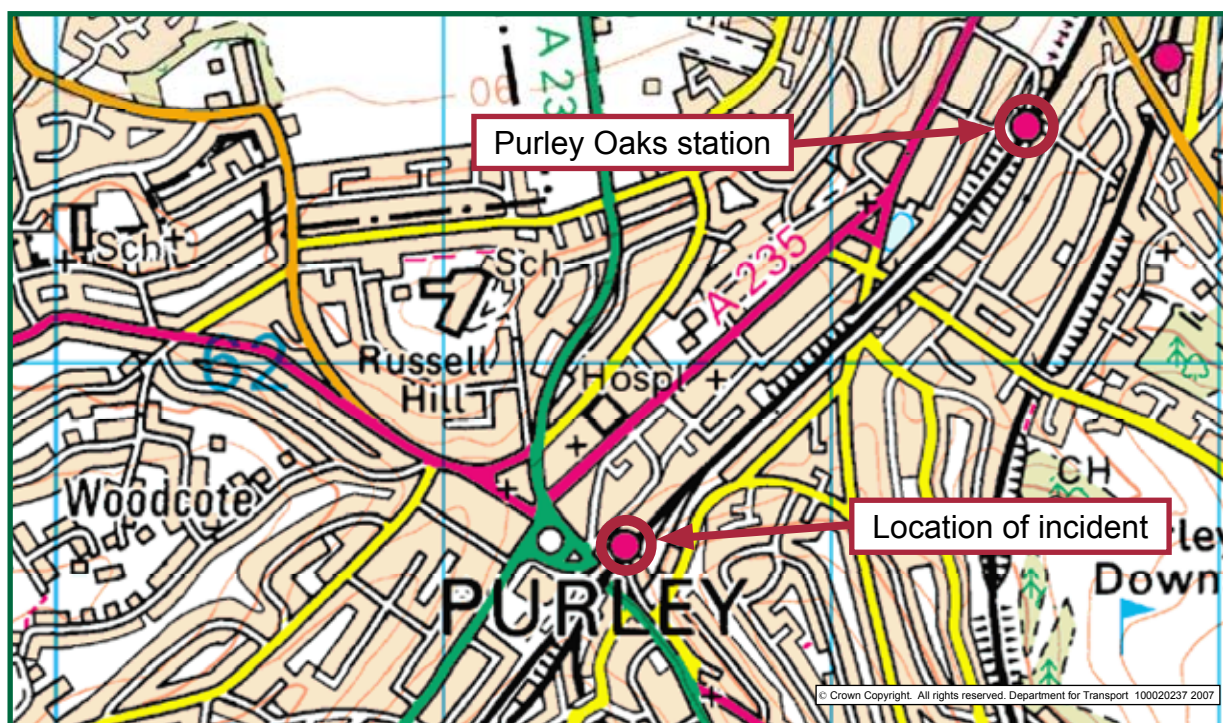 A 23
90
Purley Oaks station
Sch
Sch
A 235
62
Russell
Hill
Hospl
Woodcote
CH
Location of incident
Down
PURLEY
© Crown Copyright. All rights reserved. Department for Transport 100020237 2007